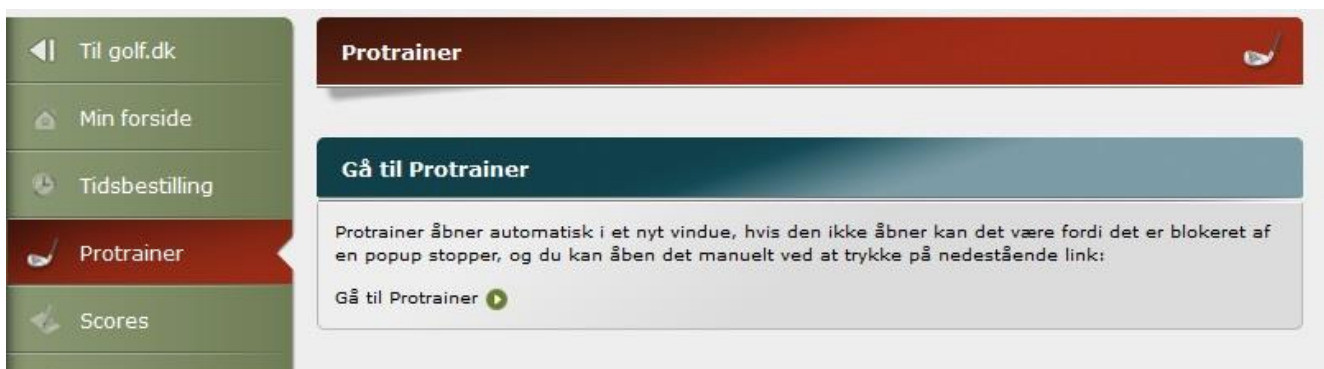 Til golf.dk
Min forside
Tidsbestilling
Protrainer
Scores
Protrainer
Gå til Protrainer
Protrainer åbner automatisk i et nyt vindue, hvis den ikke åbner kan det være fordi det er blokeret af
en popup stopper, og du kan åben det manuelt ved at trykke på nedestående link:
Gå til Protrainer